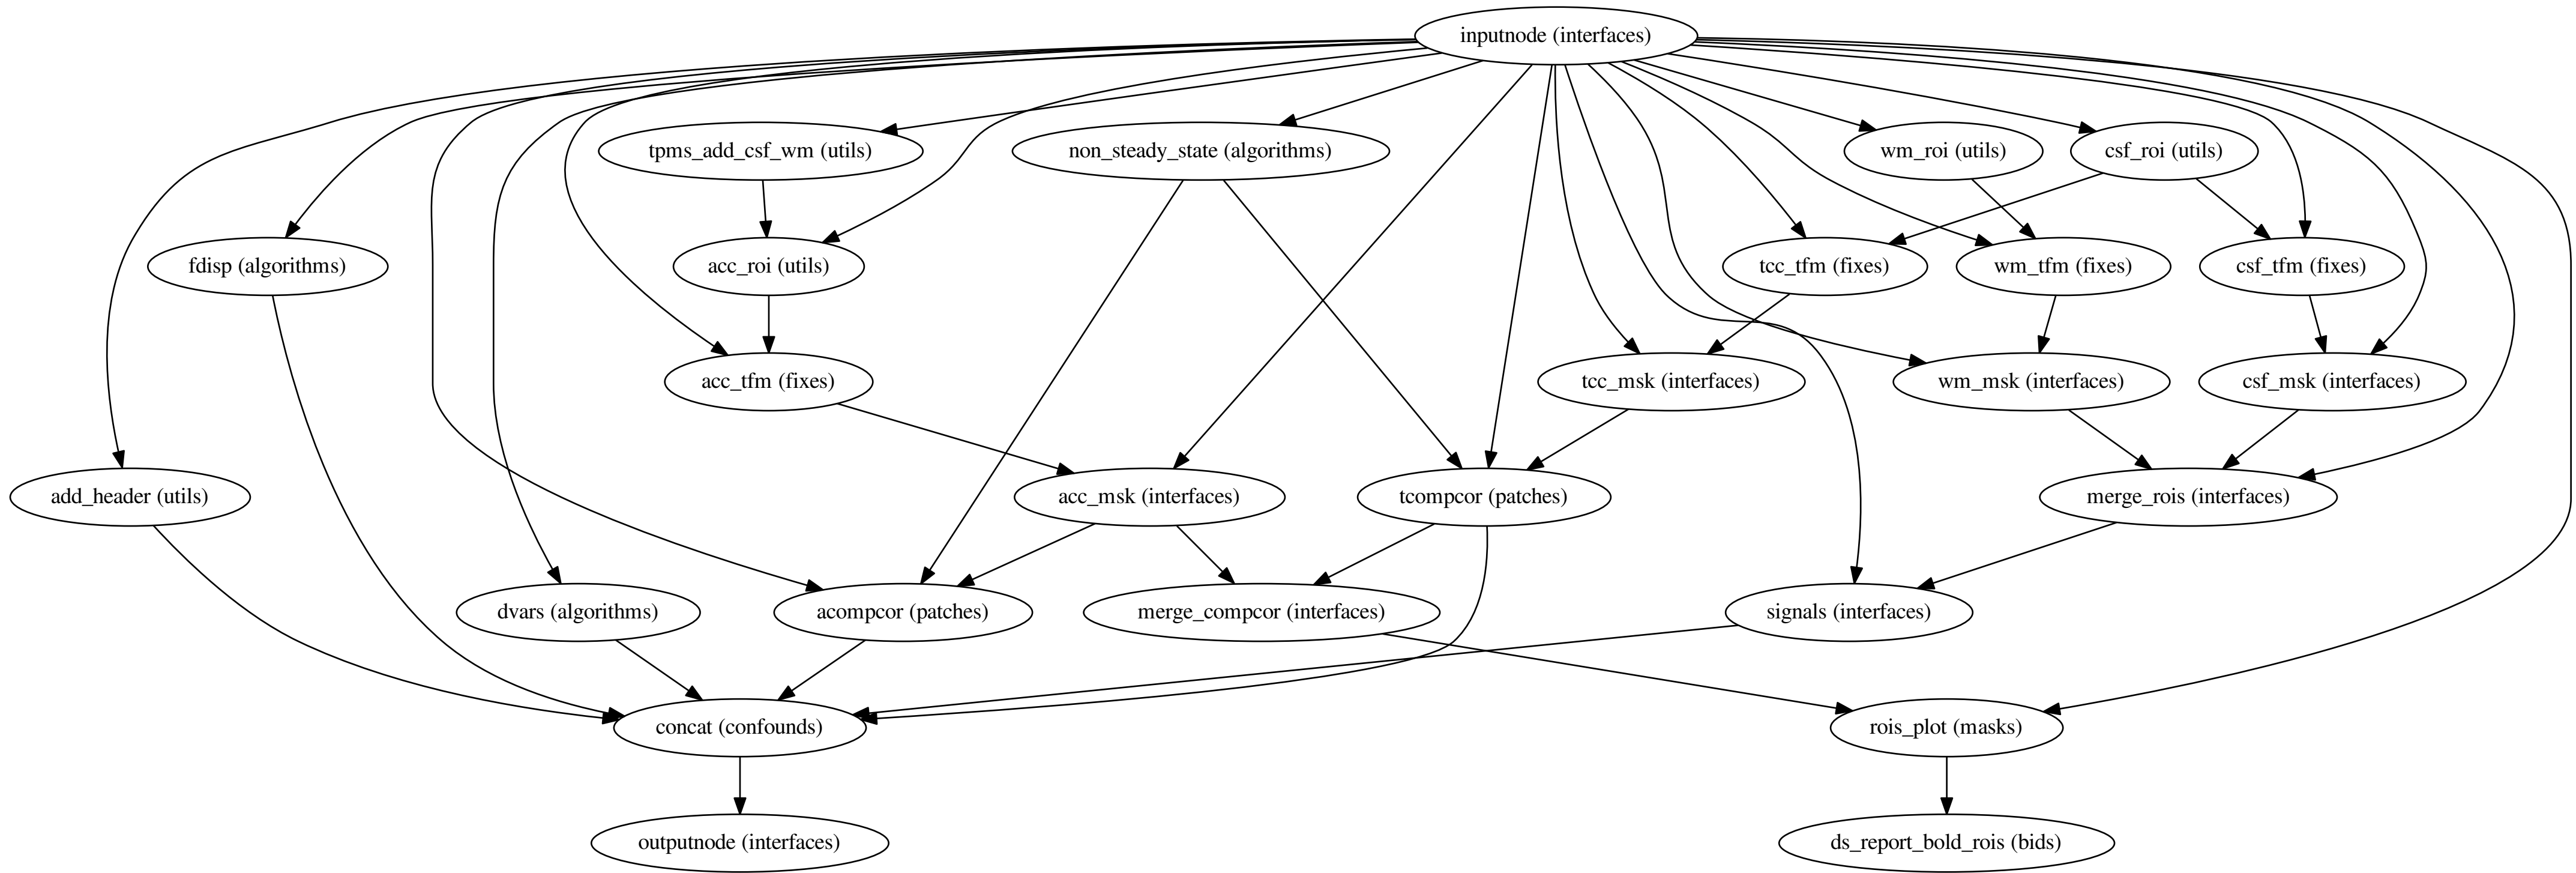 inputnode (interfaces)
tpms_add_csf_wm (utils)
non_steady_state (algorithms)
wm_roi (utils)
csf_roi (utils)
fdisp (algorithms)
acc_roi (utils)
tcc_tfm (fixes)
wm_tfm (fixes)
csf_tfm (fixes)
acc_tfm (fixes)
tcc_msk (interfaces)
wm_msk (interfaces)
csf_msk (interfaces)
add_header (utils)
acc_msk (interfaces)
tcompcor (patches)
merge_rois (interfaces)
dvars (algorithms)
acompcor (patches)
merge_compcor (interfaces)
signals (interfaces)
concat (confounds)
rois_plot (masks)
outputnode (interfaces)
ds_report_bold_rois (bids)